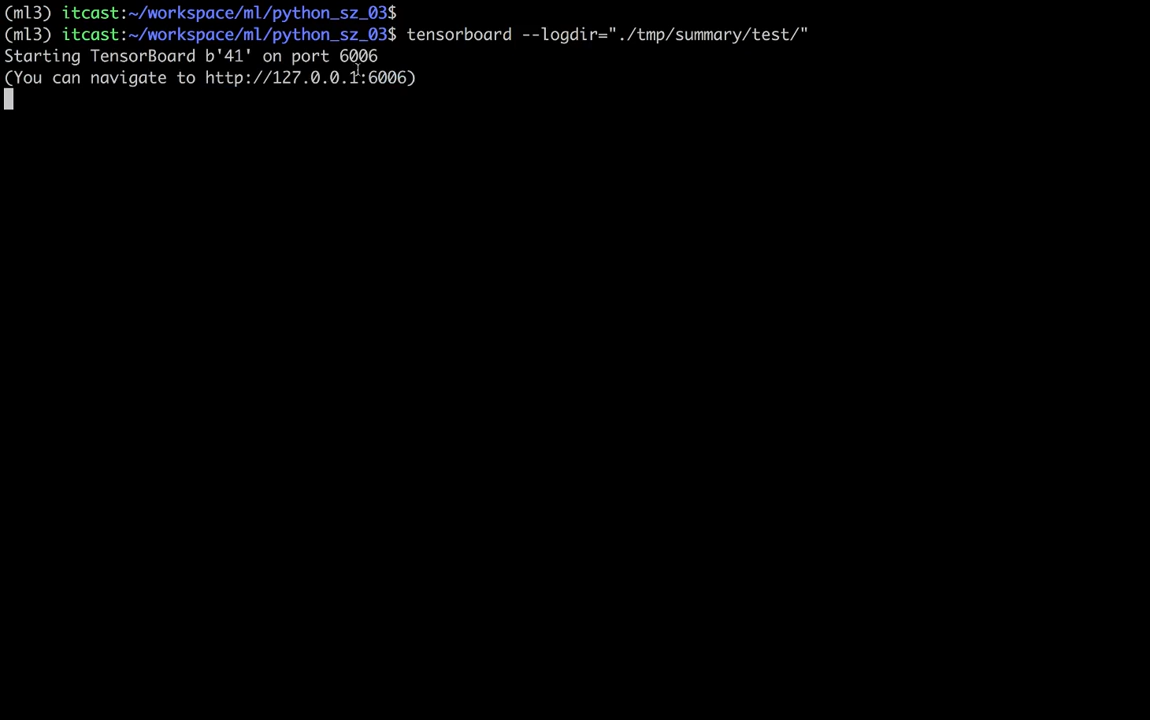 (ml3) itcast:~/workspace/ml/python_sz_03$
(ml3) itcast:~/workspace/ml/python_sz_03$ tensorboard --logdir="./tmp/summary/test/"
Starting TensorBoard b'41' on port 6006
(You can navigate to http://127.0.0.1:6006)